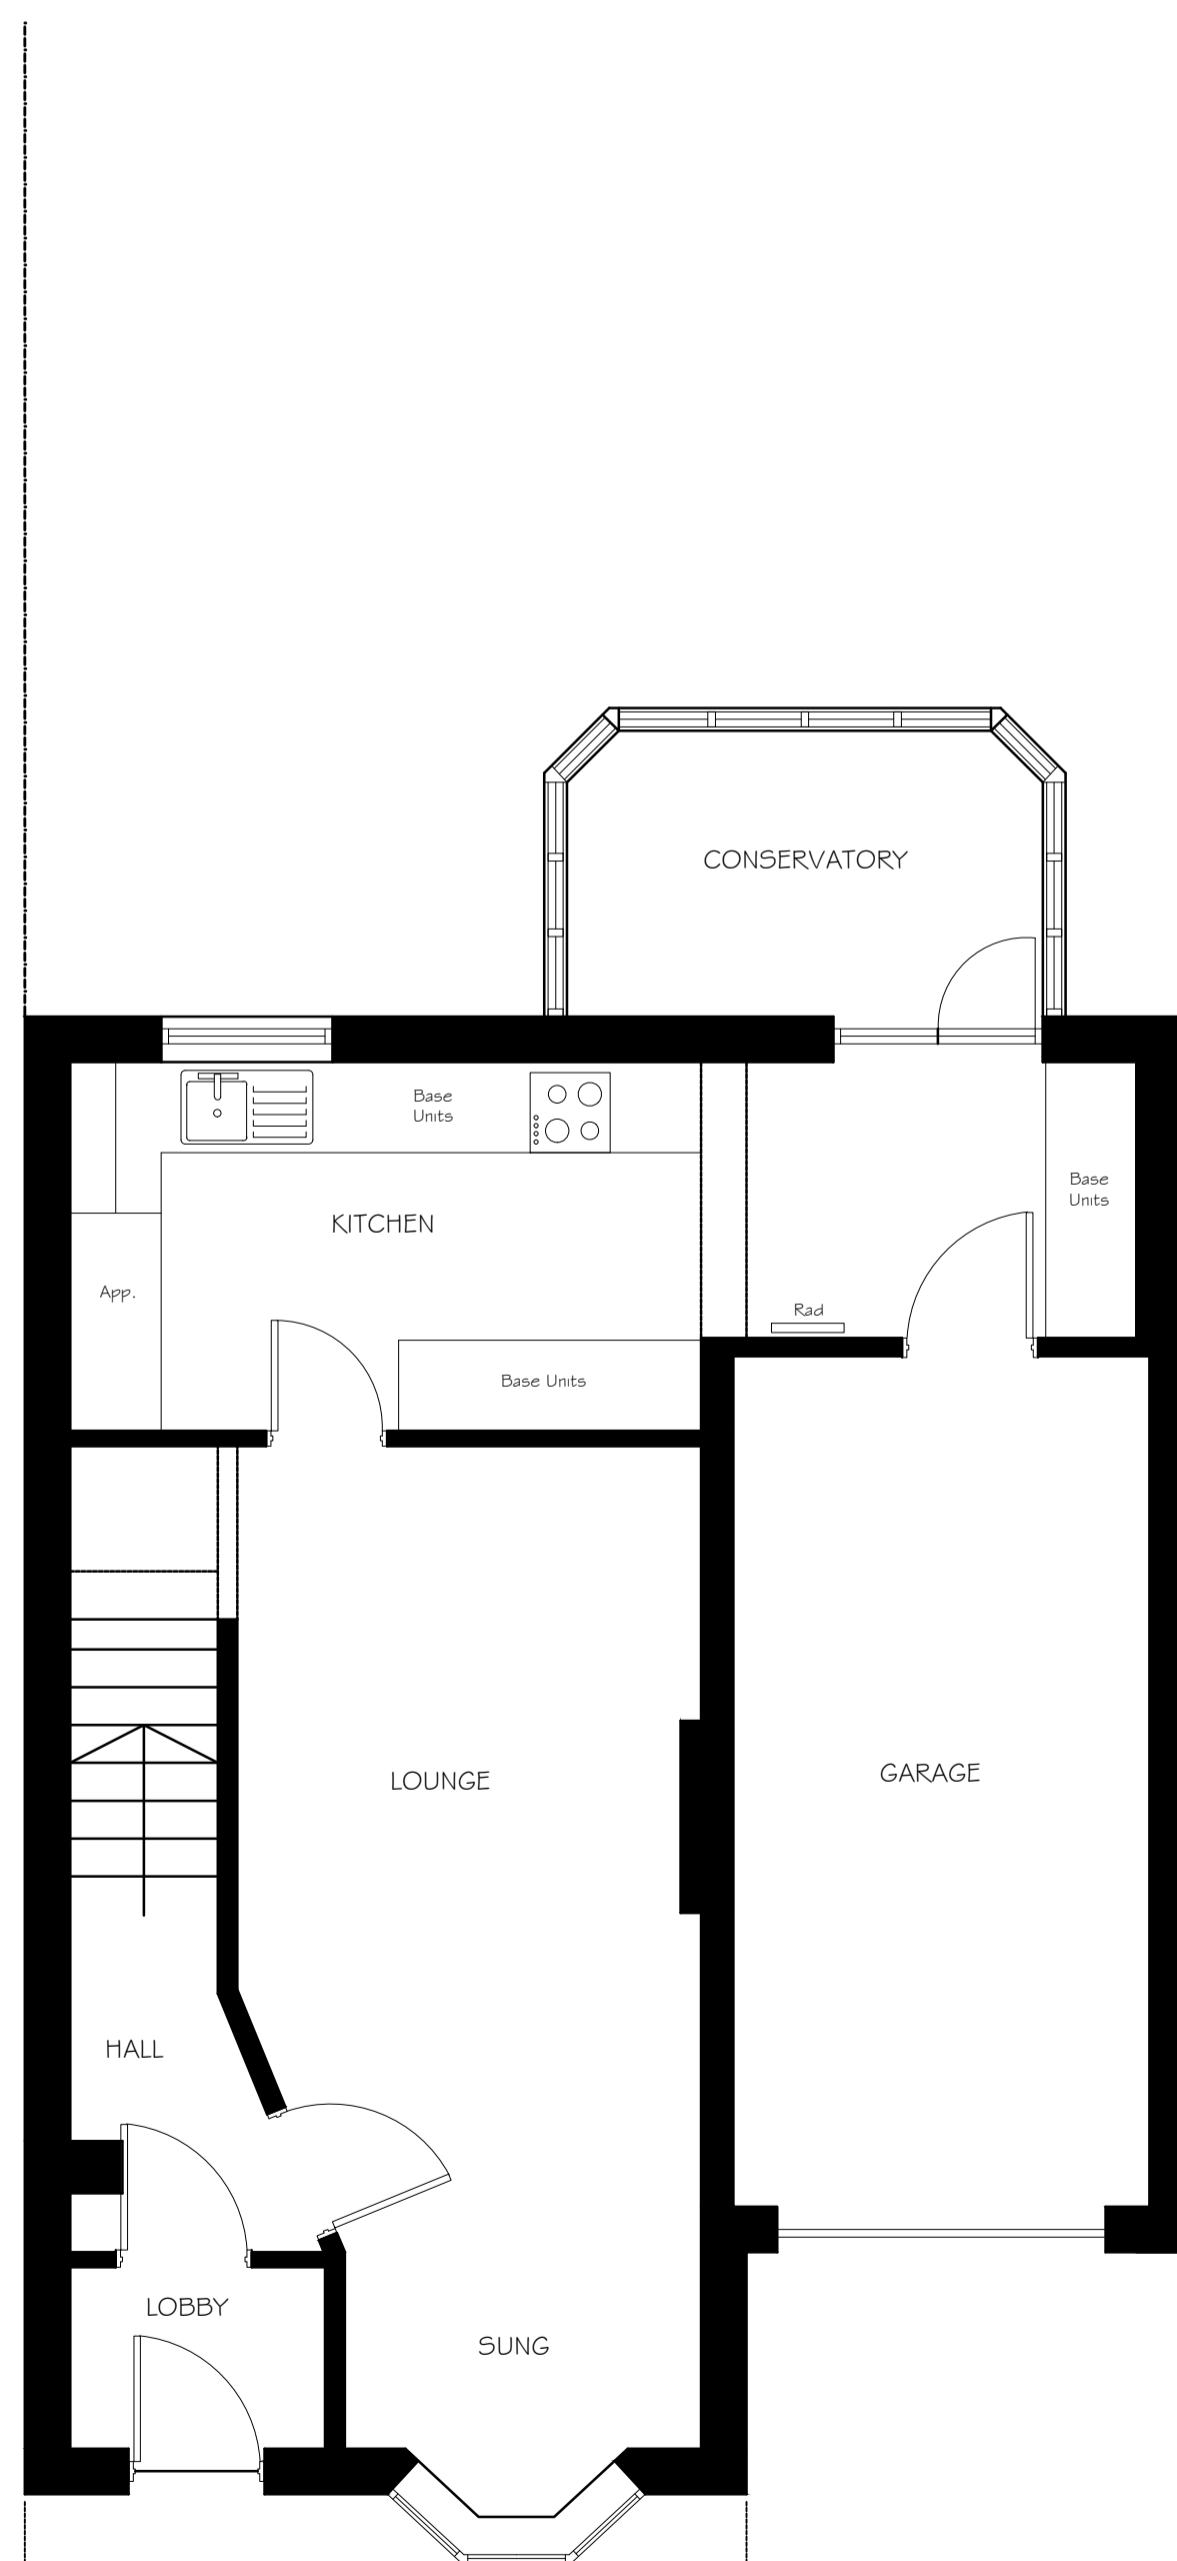 CONSERVATORY
Base
Units
Base
Units
KITCHEN
App.
Rad
Base Units
LOUNGE
GARAGE
HALL
LOBBY
SUNG